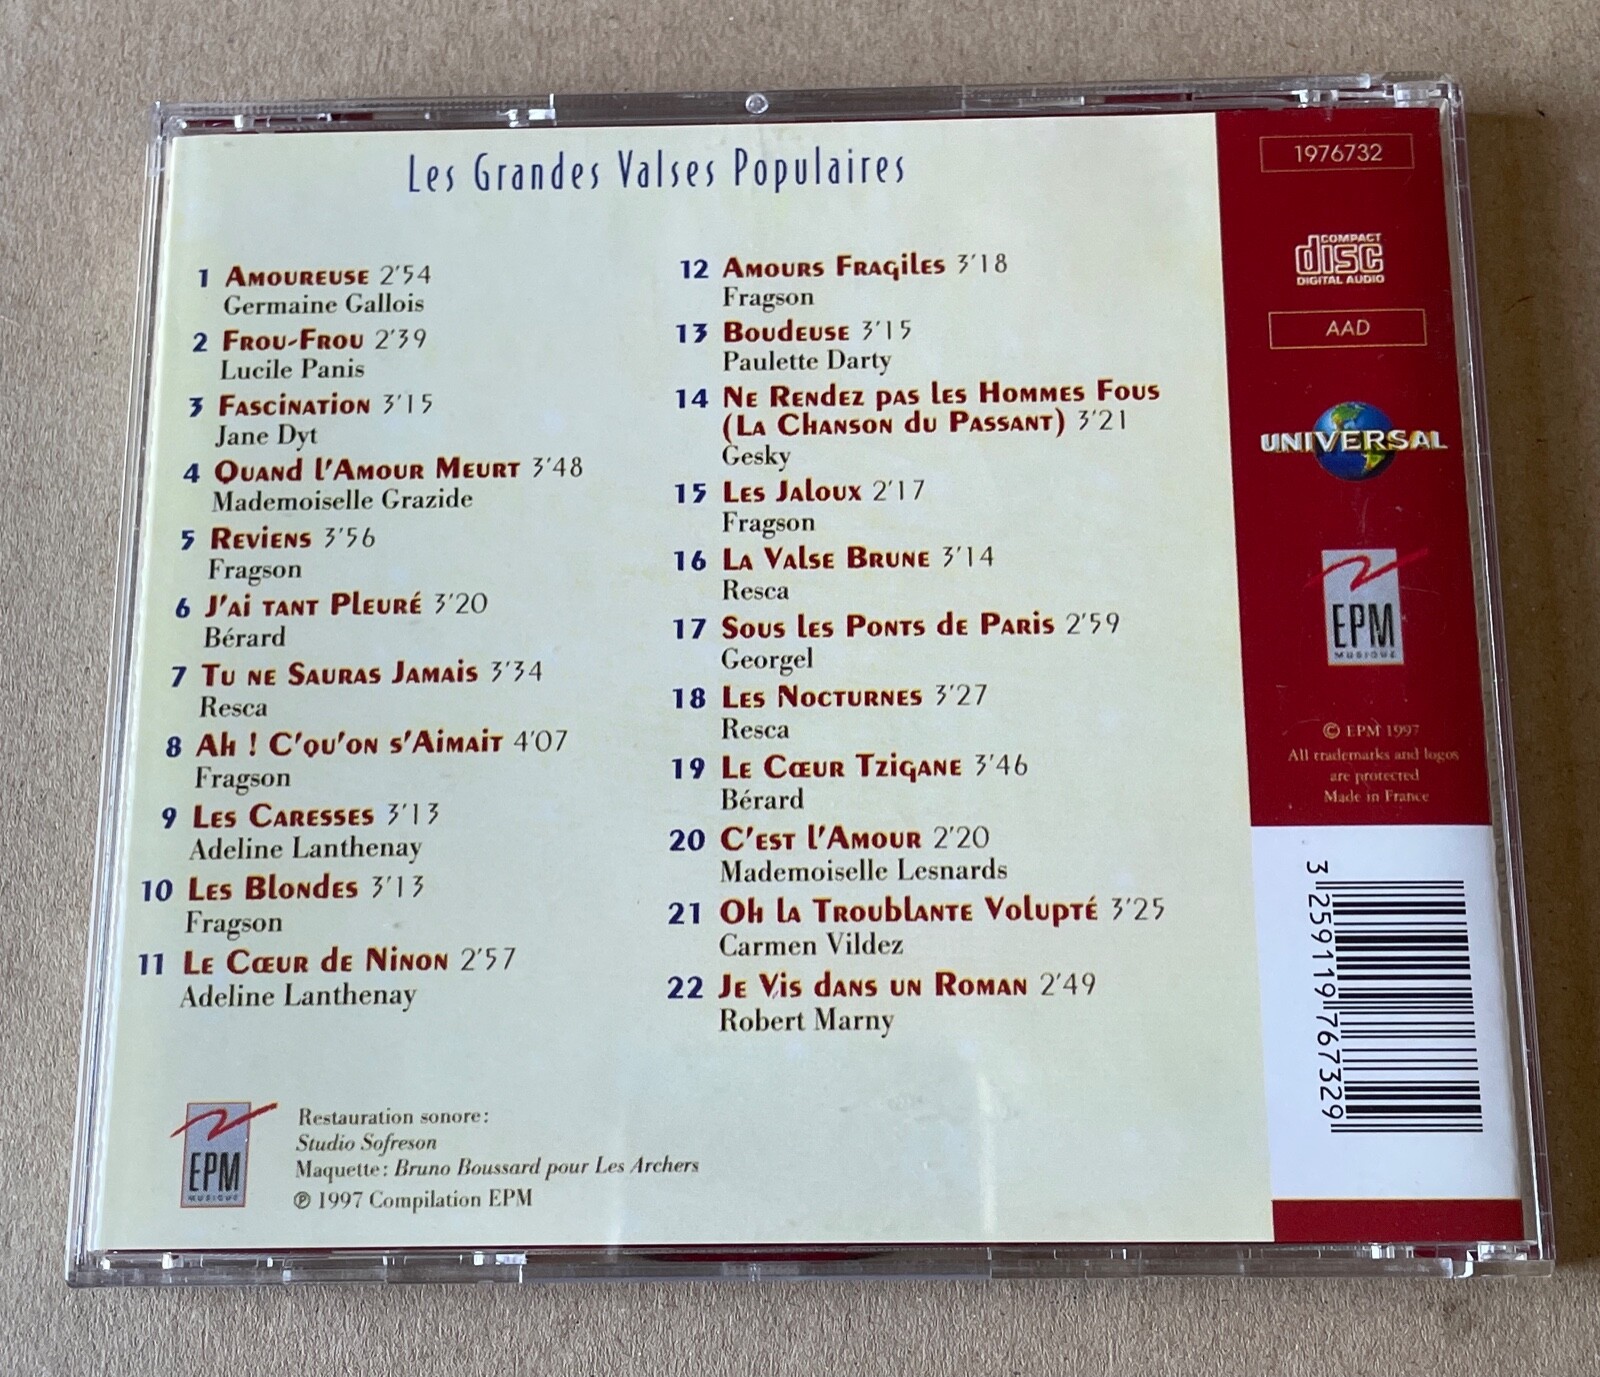 Les Grandes Valses Populaires
1 Amoureuse 2'54
Germaine Gallois
2 Frou-Frou 2'39
Lucile Panis
3 Fascination 3'15
Jane Dyt
4 Quand l'Amour Meurt 3'48
Mademoiselle Grazide
5 Reviens 3'56
Fragson
6 J'ai tant Pleuré 3'20
Bérard
7 Tu ne Sauras Jamais 3'34
Resca
8 Ah ! C'qu'on s'Aimait 4'07
Fragson
9 Les Caresses 3'13
Adeline Lanthenay
10 Les Blondes 3'13
Fragson
11 Le Cœur de Ninon 2'57
Adeline Lanthenay
12 Amours Fragiles 3'18
Fragson
13 Boudeuse 3'15
Paulette Darty
14 Ne Rendez pas les Hommes Fous
(La Chanson du Passant) 3'21
Gesky
15 Les Jaloux 2'17
Fragson
16 La Valse Brune 3'14
Resca
17 Sous les Ponts de Paris 2'59
Georgel
18 Les Nocturnes 3'27
Resca
19 Le Cœur Tzigane 3'46
Bérard
20 C'est l'Amour 2'20
Mademoiselle Lesnards
21 Oh la Troublante Volupté 3'25
Carmen Vildez
22 Je Vis dans un Roman 2'49
Robert Marny
EPM
MUSIQUE
Restauration sonore:
Studio Sofreson
Maquette: Bruno Boussard pour Les Archers
℗ 1997 Compilation EPM
1976732
COMPACT
disc
DIGITAL AUDIO
AAD
UNIVERSAL
EPM
MUSIQUE
© EPM 1997
All trademarks and logos
are protected
Made in France
3 259119 767329